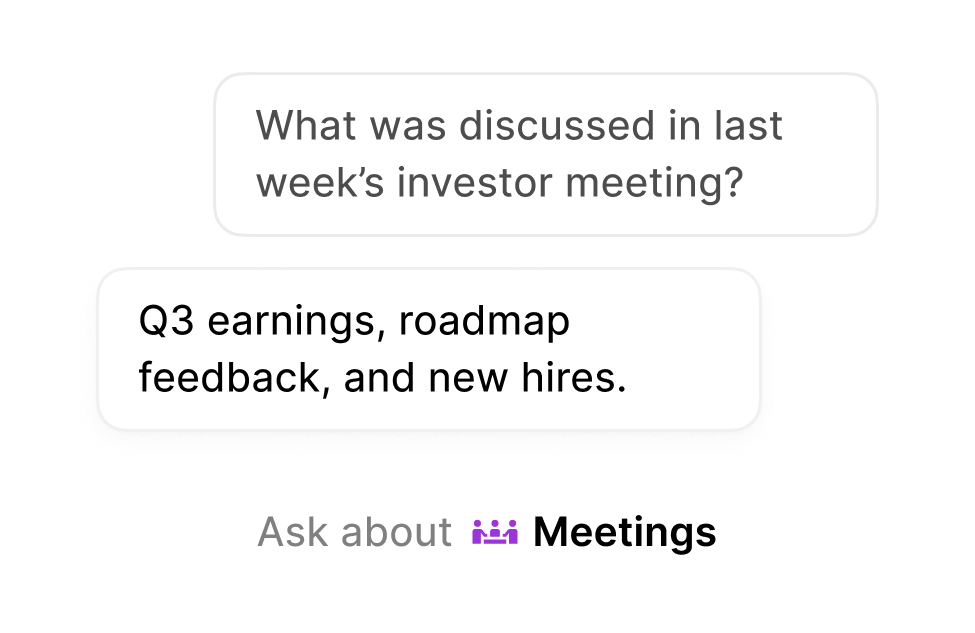 What was discussed in last
week’s investor meeting?
Q3 earnings, roadmap
feedback, and new hires.
Ask about Meetings